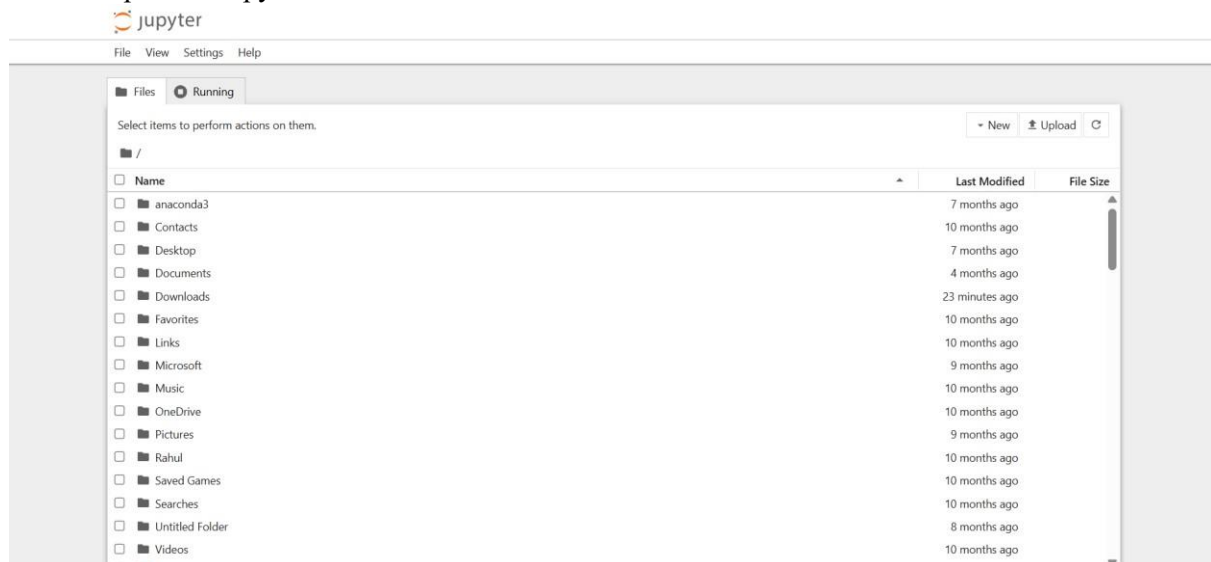 jupyter
File View Settings Help
Files Running
Select items to perform actions on them.
New Upload
/
Name Last Modified File Size
anaconda3 7 months ago
Contacts 10 months ago
Desktop 7 months ago
Documents 4 months ago
Downloads 23 minutes ago
Favorites 10 months ago
Links 10 months ago
Microsoft 9 months ago
Music 10 months ago
OneDrive 10 months ago
Pictures 9 months ago
Rahul 10 months ago
Saved Games 10 months ago
Searches 10 months ago
Untitled Folder 8 months ago
Videos 10 months ago